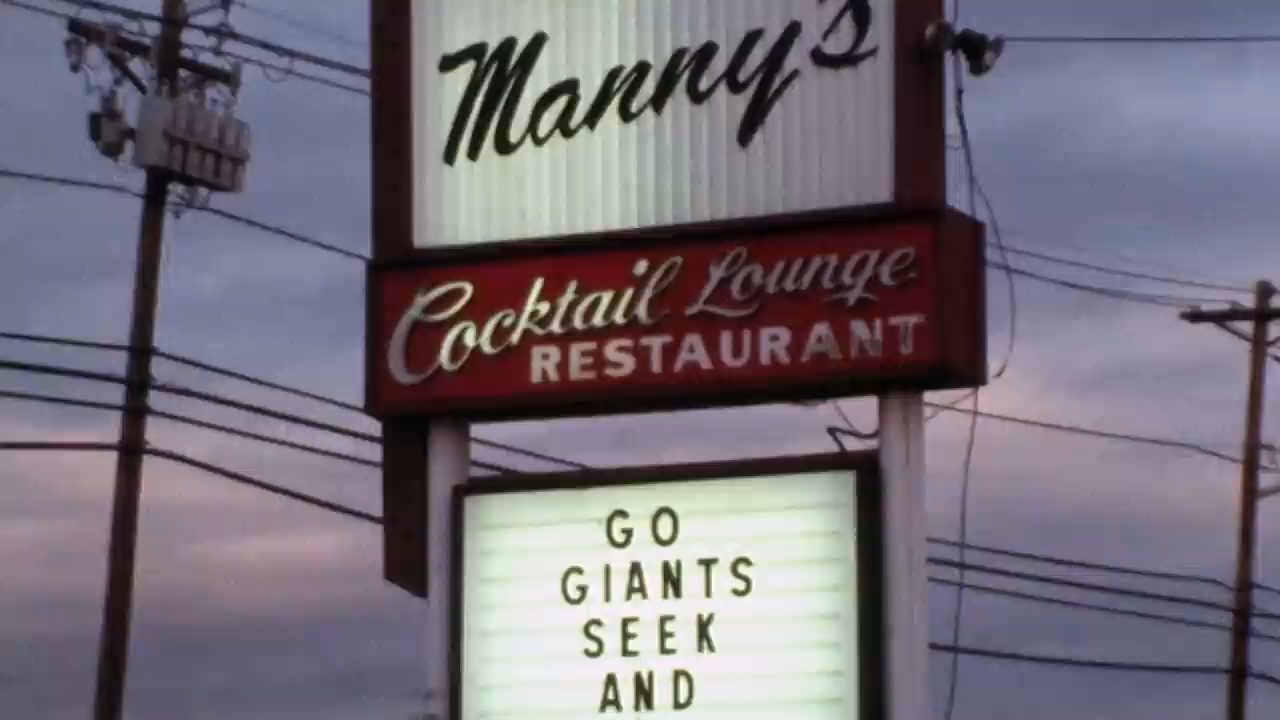 Manny's
Cocktail Lounge
RESTAURANT
GO
GIANTS
SEEK
AND